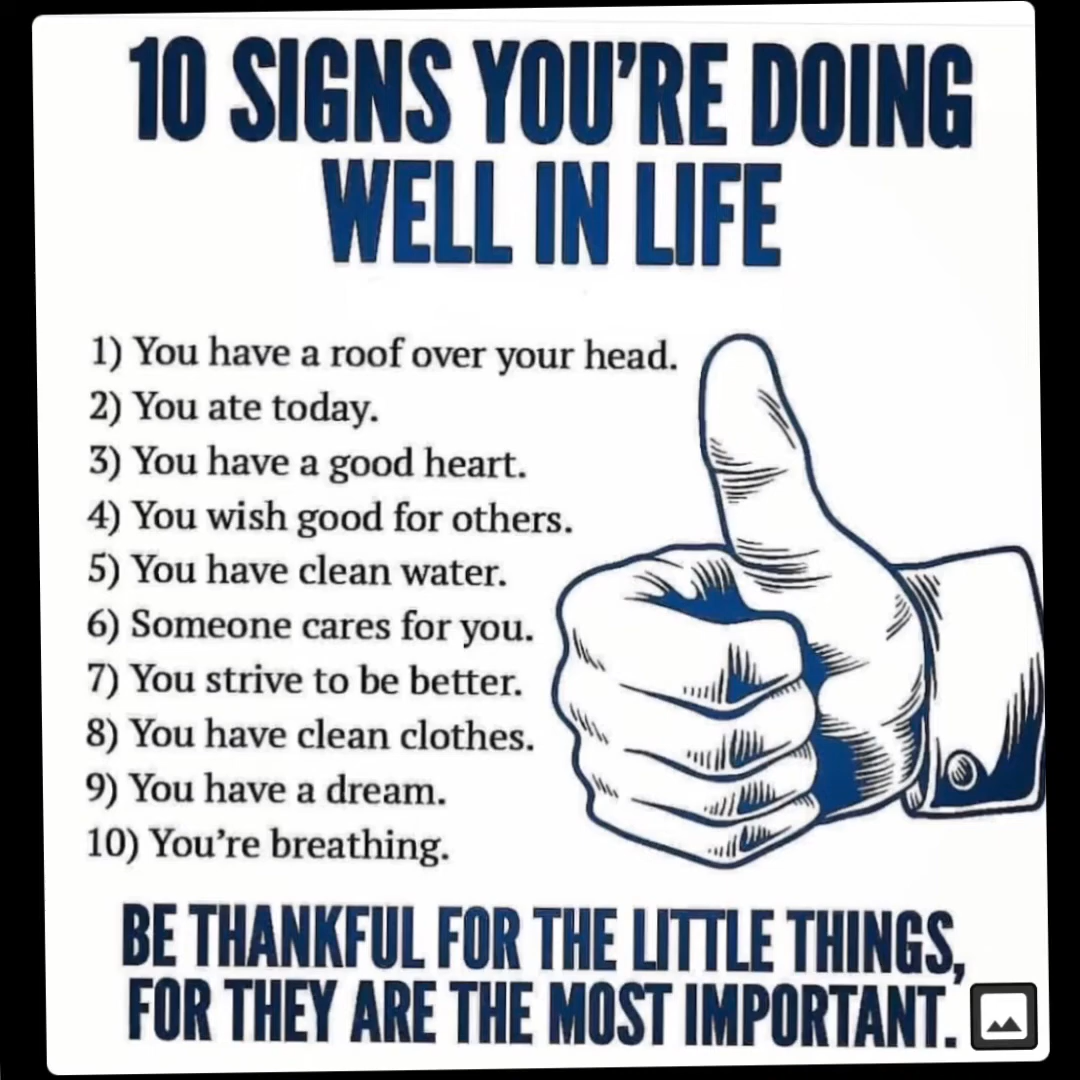 10 SIGNS YOU'RE DOING
WELL IN LIFE
1) You have a roof over your head.
2) You ate today.
3) You have a good heart.
4) You wish good for others.
5) You have clean water.
6) Someone cares for you.
7) You strive to be better.
8) You have clean clothes.
9) You have a dream.
10) You're breathing.
BE THANKFUL FOR THE LITTLE THINGS,
FOR THEY ARE THE MOST IMPORTANT.